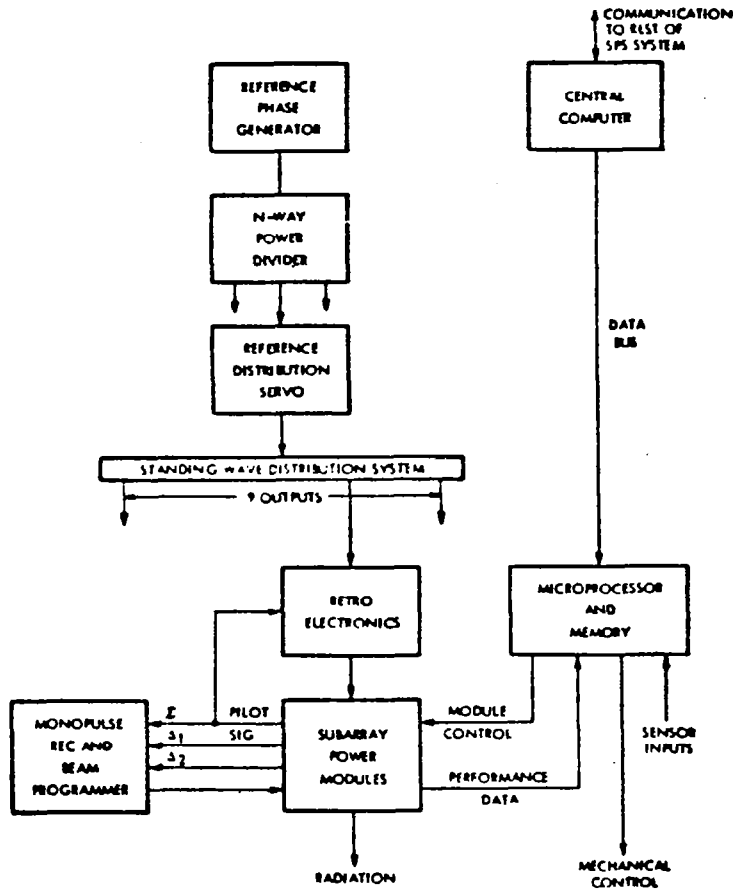 COMMUNICATION
TO REST OF
SPS SYSTEM
REFERENCE
PHASE
GENERATOR
CENTRAL
COMPUTER
N-WAY
POWER
DIVIDER
REFERENCE
DISTRIBUTION
SERVO
DATA
BUS
STANDING WAVE DISTRIBUTION SYSTEM
9 OUTPUTS
RETRO
ELECTRONICS
MICROPROCESSOR
AND
MEMORY
MONOPULSE
REC AND
BEAM
PROGRAMMER
Σ PILOT
Δ1 SIG
Δ2
SUBARRAY
POWER
MODULES
MODULE
CONTROL
SENSOR
INPUTS
PERFORMANCE
DATA
RADIATION
MECHANICAL
CONTROL